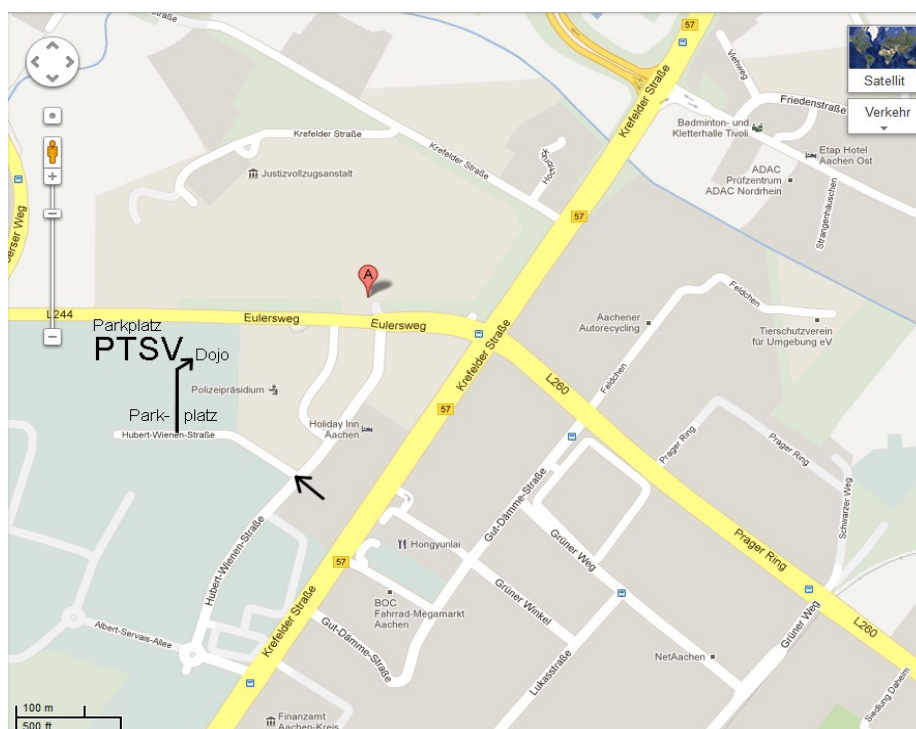 57
Satellit
Verkehr
Viehweg
Friedenstraße
Krefelder Straße
Badminton- und
Kletterhalle Tivoli
Etap Hotel
Aachen Ost
ADAC
Prüfzentrum
ADAC Nordrhein
Strangenhäuschen
Krefelder Straße
Krefelder Straße
Justizvollzugsanstalt
57
A
Feldchen
L244
Eulersweg
Eulersweg
Aachener
Autorecycling
Tierschutzverein
für Umgebung eV
Parkplatz
PTSV
Dojo
Krefelder Straße
L260
Feldchen
Polizeipräsidium
Park-
platz
57
Holiday Inn
Aachen
Hubert-Wienen-Straße
Prager Ring
Prager Ring
Schwarzer Weg
Gut-Dämme-Straße
Prager Ring
Hubert-Wienen-Straße
Hongyunlai
Grüner Weg
57
Grüner Winkel
BOC
Fahrrad-Megamarkt
Aachen
Krefelder Straße
Gut-Dämme-Straße
Albert-Servais-Allee
Grüner Weg
L260
NetAachen
Lukasstraße
Siedlung Daheim
100 m
500 ft
Finanzamt
Aachen-Kreis